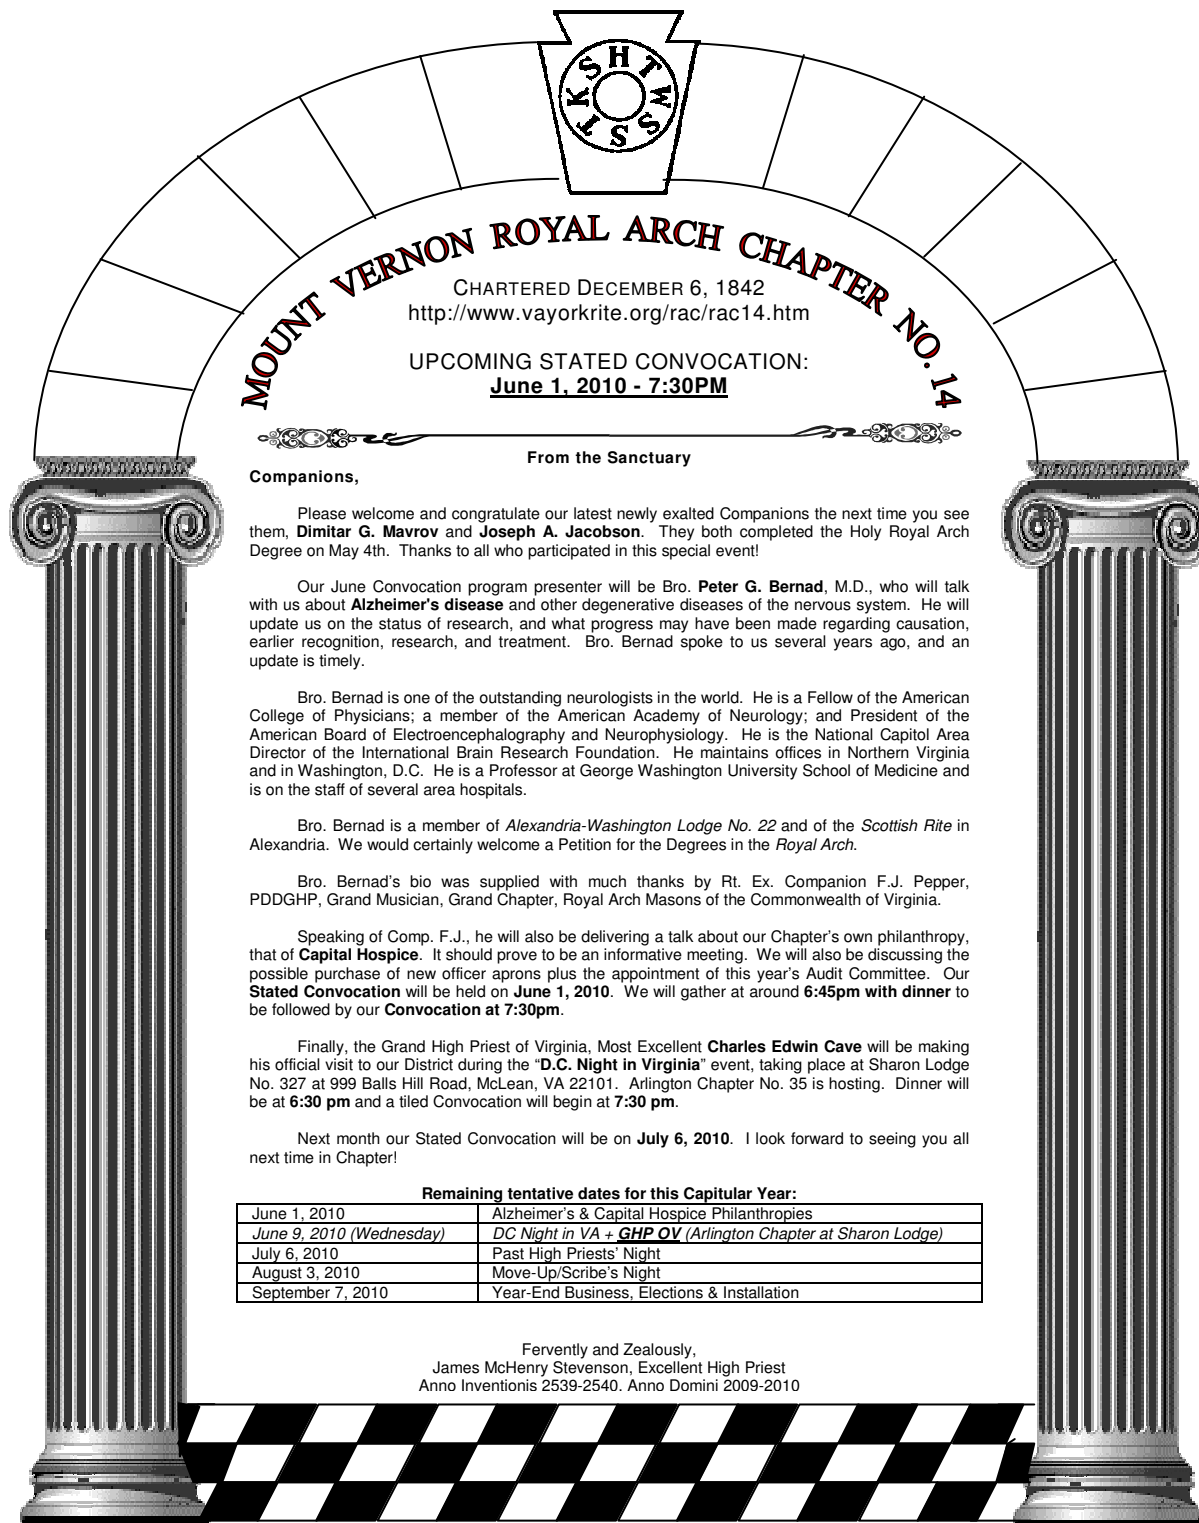 H T W S S T K S
MOUNT VERNON ROYAL ARCH CHAPTER NO. 14
CHARTERED DECEMBER 6, 1842
http://www.vayorkrite.org/rac/rac14.htm
UPCOMING STATED CONVOCATION:
June 1, 2010 - 7:30PM
From the Sanctuary
Companions,
Please welcome and congratulate our latest newly exalted Companions the next time you see
them, Dimitar G. Mavrov and Joseph A. Jacobson. They both completed the Holy Royal Arch
Degree on May 4th. Thanks to all who participated in this special event!
Our June Convocation program presenter will be Bro. Peter G. Bernad, M.D., who will talk
with us about Alzheimer's disease and other degenerative diseases of the nervous system. He will
update us on the status of research, and what progress may have been made regarding causation,
earlier recognition, research, and treatment. Bro. Bernad spoke to us several years ago, and an
update is timely.
Bro. Bernad is one of the outstanding neurologists in the world. He is a Fellow of the American
College of Physicians; a member of the American Academy of Neurology; and President of the
American Board of Electroencephalography and Neurophysiology. He is the National Capitol Area
Director of the International Brain Research Foundation. He maintains offices in Northern Virginia
and in Washington, D.C. He is a Professor at George Washington University School of Medicine and
is on the staff of several area hospitals.
Bro. Bernad is a member of Alexandria-Washington Lodge No. 22 and of the Scottish Rite in
Alexandria. We would certainly welcome a Petition for the Degrees in the Royal Arch.
Bro. Bernad’s bio was supplied with much thanks by Rt. Ex. Companion F.J. Pepper,
PDDGHP, Grand Musician, Grand Chapter, Royal Arch Masons of the Commonwealth of Virginia.
Speaking of Comp. F.J., he will also be delivering a talk about our Chapter’s own philanthropy,
that of Capital Hospice. It should prove to be an informative meeting. We will also be discussing the
possible purchase of new officer aprons plus the appointment of this year’s Audit Committee. Our
Stated Convocation will be held on June 1, 2010. We will gather at around 6:45pm with dinner to
be followed by our Convocation at 7:30pm.
Finally, the Grand High Priest of Virginia, Most Excellent Charles Edwin Cave will be making
his official visit to our District during the “D.C. Night in Virginia” event, taking place at Sharon Lodge
No. 327 at 999 Balls Hill Road, McLean, VA 22101. Arlington Chapter No. 35 is hosting. Dinner will
be at 6:30 pm and a tiled Convocation will begin at 7:30 pm.
Next month our Stated Convocation will be on July 6, 2010. I look forward to seeing you all
next time in Chapter!
Remaining tentative dates for this Capitular Year:
June 1, 2010 Alzheimer’s & Capital Hospice Philanthropies
June 9, 2010 (Wednesday) DC Night in VA + GHP OV (Arlington Chapter at Sharon Lodge)
July 6, 2010 Past High Priests’ Night
August 3, 2010 Move-Up/Scribe’s Night
September 7, 2010 Year-End Business, Elections & Installation
Fervently and Zealously,
James McHenry Stevenson, Excellent High Priest
Anno Inventionis 2539-2540. Anno Domini 2009-2010